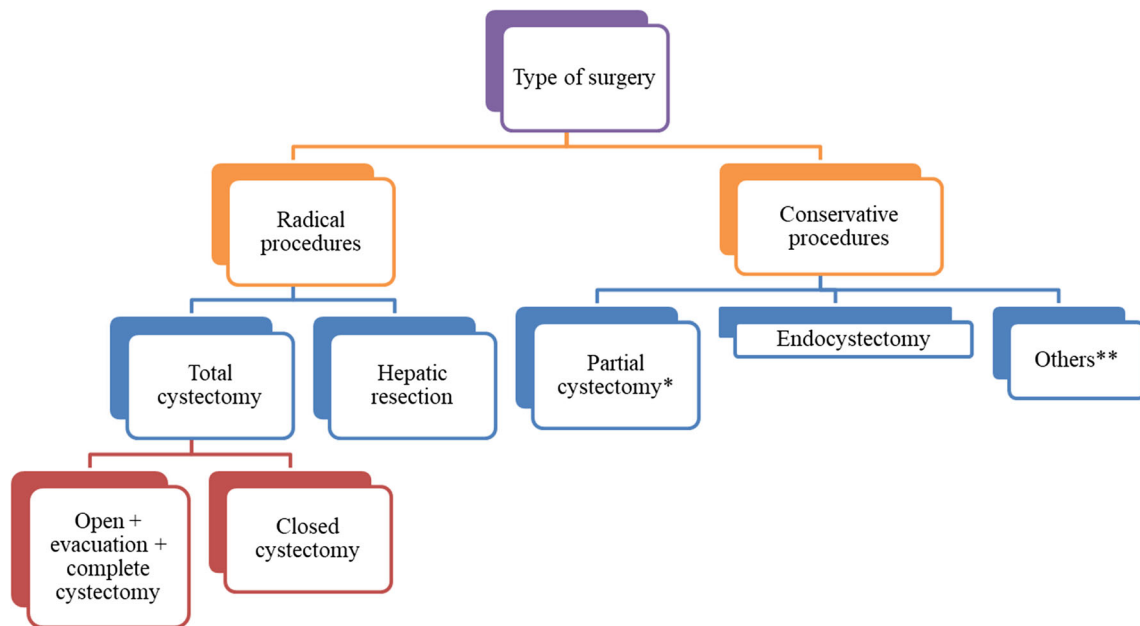 Type of surgery
Radical
procedures
Conservative
procedures
Total
cystectomy
Hepatic
resection
Partial
cystectomy*
Endocystectomy
Others**
Open +
evacuation +
complete
cystectomy
Closed
cystectomy